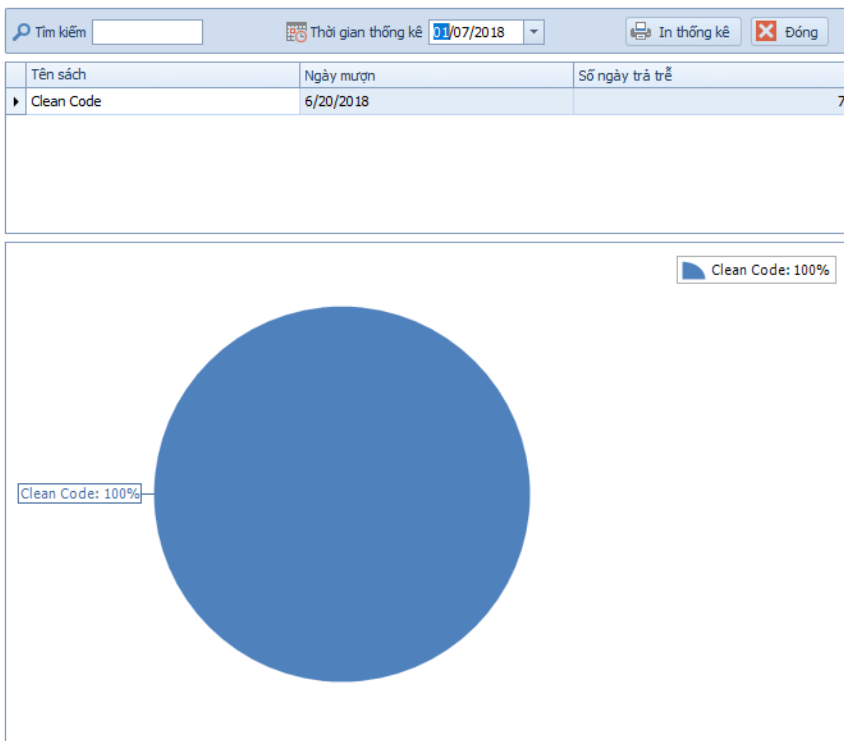 Tìm kiếm Thời gian thống kê 01/07/2018 In thống kê Đóng
Tên sách Ngày mượn Số ngày trả trễ
Clean Code 6/20/2018 7
Clean Code: 100%
Clean Code: 100%